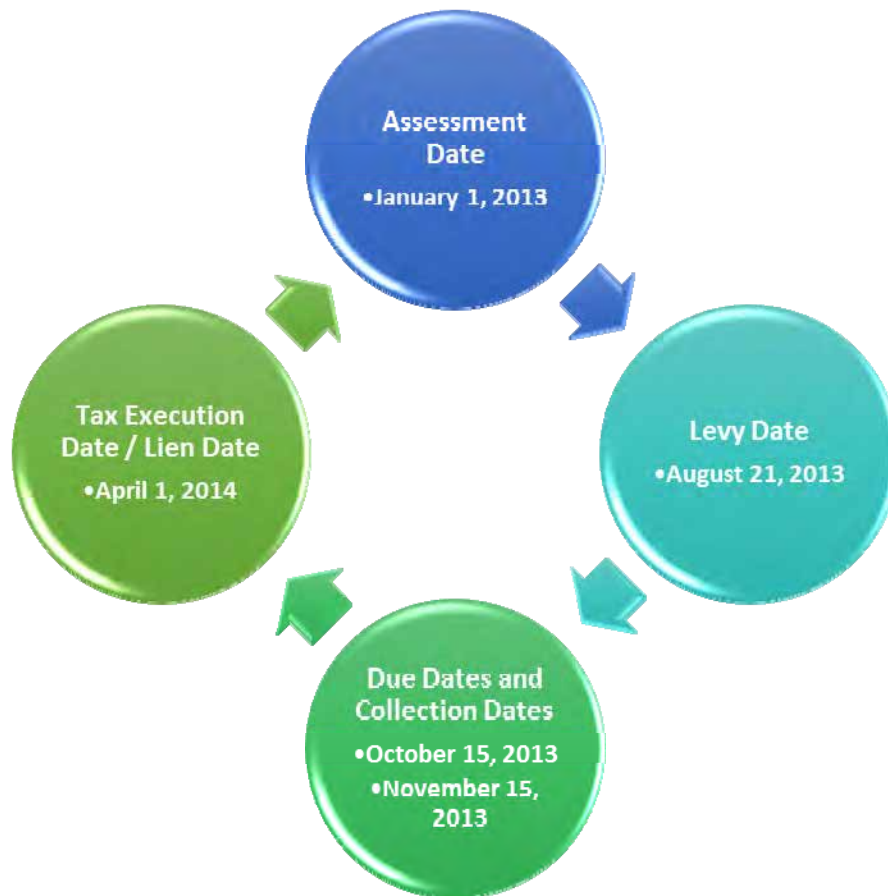 Assessment
Date
•January 1, 2013
Levy Date
•August 21, 2013
Due Dates and
Collection Dates
•October 15, 2013
•November 15,
2013
Tax Execution
Date / Lien Date
•April 1, 2014